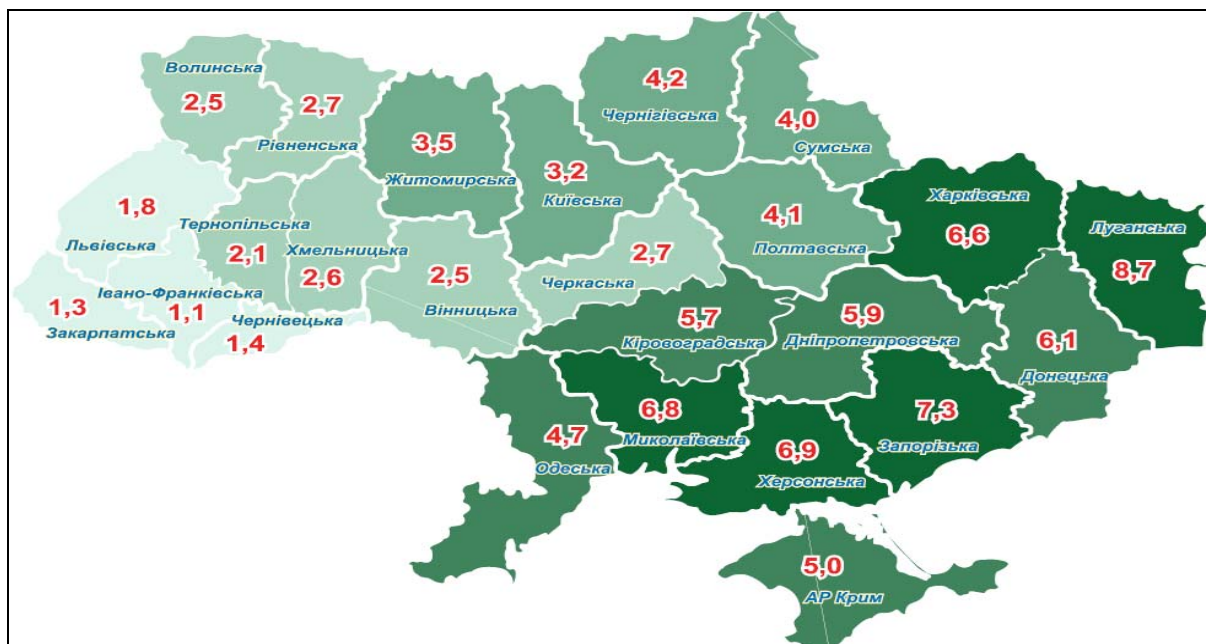 Волинська
2,5
2,7
Рівненська
3,5
Житомирська
3,2
Київська
4,2
Чернігівська
4,0
Сумська
1,8
Львівська
Тернопільська
2,1
Хмельницька
2,6
2,5
Вінницька
2,7
Черкаська
4,1
Полтавська
Харківська
6,6
Луганська
8,7
1,3
Закарпатська
Івано-Франківська
1,1
Чернівецька
1,4
5,7
Кіровоградська
5,9
Дніпропетровська
6,1
Донецька
4,7
Одеська
6,8
Миколаївська
6,9
Херсонська
7,3
Запорізька
5,0
АР Крим